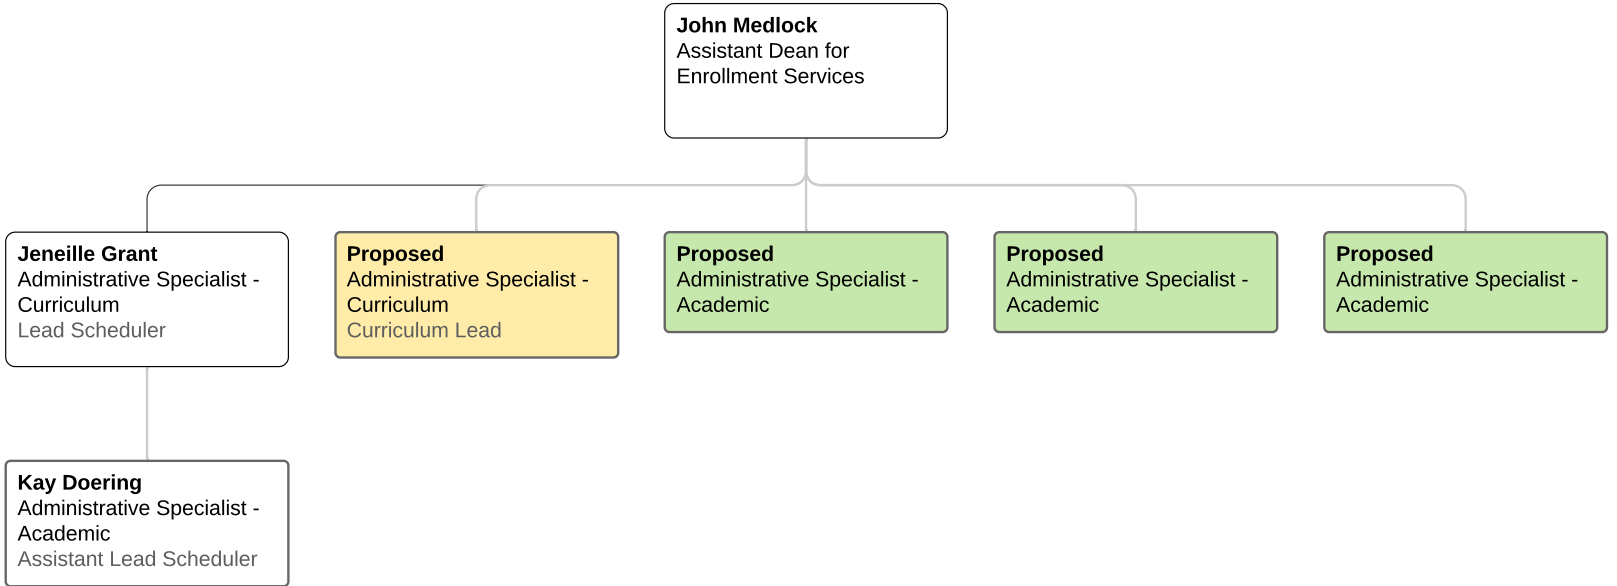 John Medlock
Assistant Dean for
Enrollment Services
Jeneille Grant
Administrative Specialist -
Curriculum
Lead Scheduler
Proposed
Administrative Specialist -
Curriculum
Curriculum Lead
Proposed
Administrative Specialist -
Academic
Proposed
Administrative Specialist -
Academic
Proposed
Administrative Specialist -
Academic
Kay Doering
Administrative Specialist -
Academic
Assistant Lead Scheduler